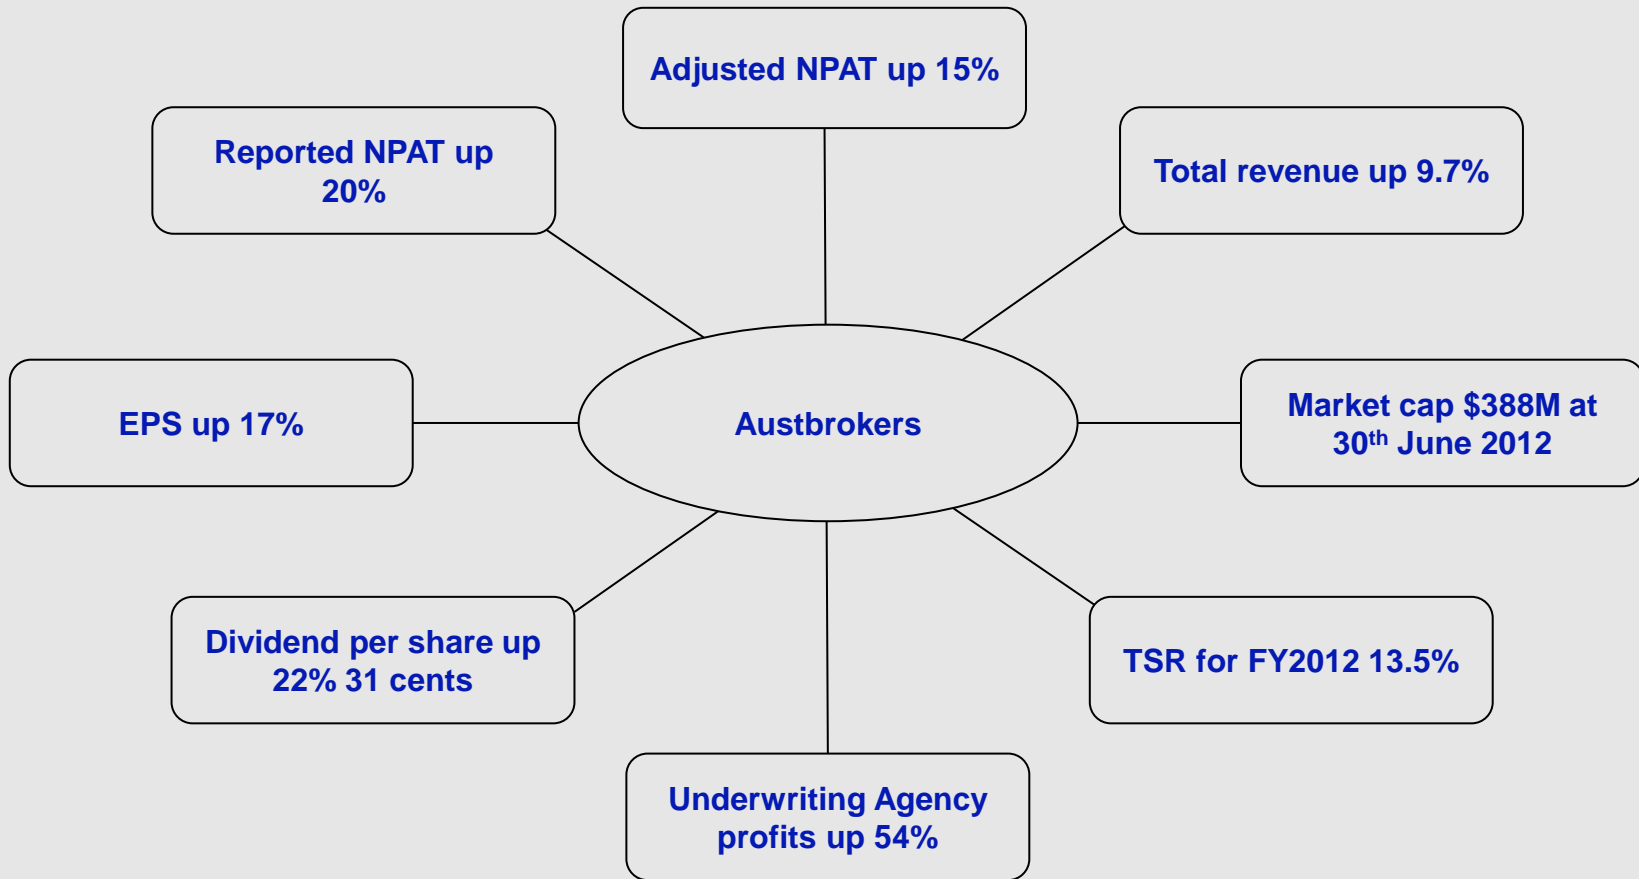 Adjusted NPAT up 15%
Reported NPAT up
20%
Total revenue up 9.7%
EPS up 17%
Austbrokers
Market cap $388M at
30th June 2012
Dividend per share up
22% 31 cents
TSR for FY2012 13.5%
Underwriting Agency
profits up 54%